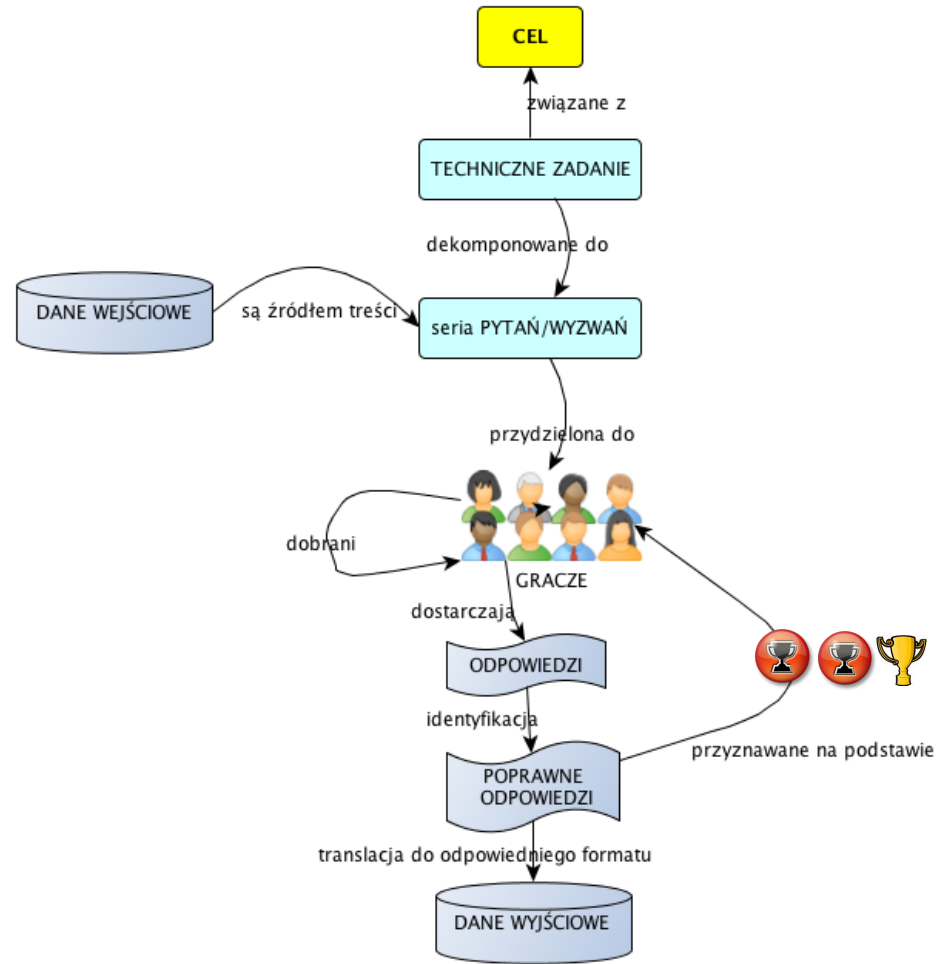 CEL
związane z
TECHNICZNE ZADANIE
dekomponowane do
DANE WEJŚCIOWE
są źródłem treści
seria PYTAŃ/WYZWAŃ
przydzielona do
dobrani
GRACZE
dostarczają
ODPOWIEDZI
identyfikacja
POPRAWNE
ODPOWIEDZI
przyznawane na podstawie
translacja do odpowiedniego formatu
DANE WYJŚCIOWE